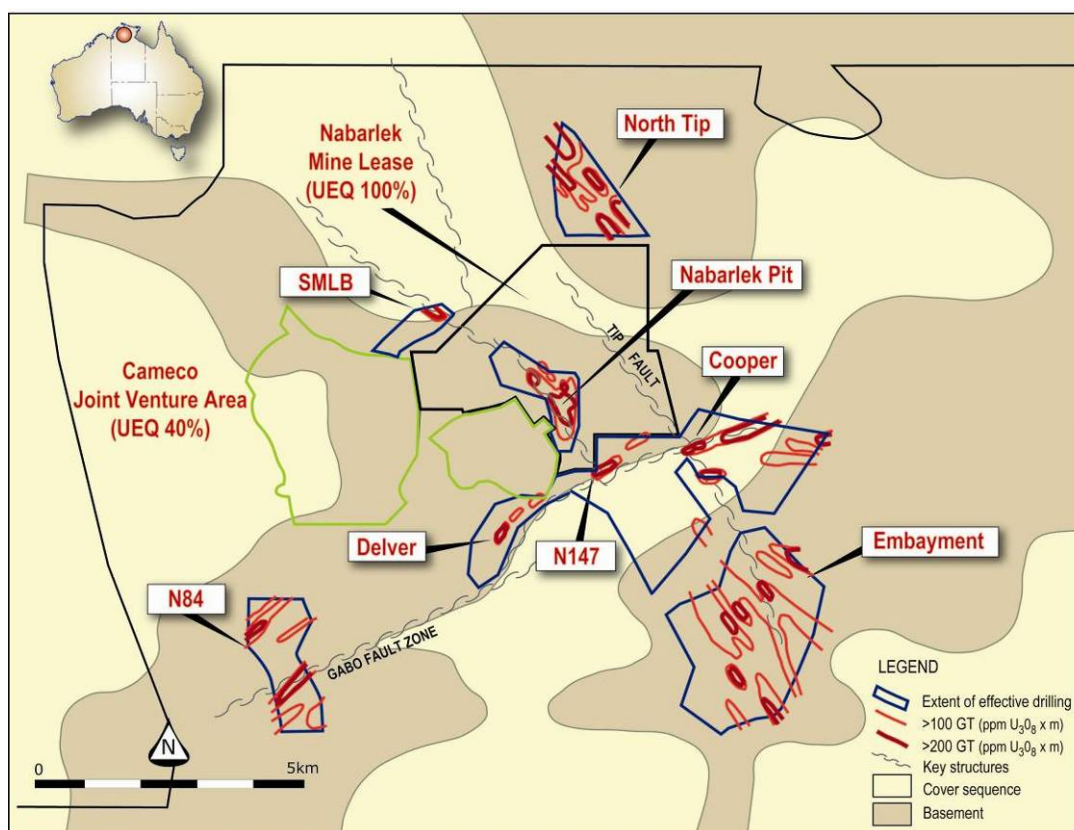 North Tip
Nabarlek
Mine Lease
(UEQ 100%)
Nabarlek Pit
SMLB
TIP FAULT
Cooper
Cameco
Joint Venture Area
(UEQ 40%)
Delver
N147
Embayment
N84
GABO FAULT ZONE
LEGEND
Extent of effective drilling
>100 GT (ppm U₃0₈ x m)
>200 GT (ppm U₃0₈ x m)
Key structures
Cover sequence
Basement
N
0 5km